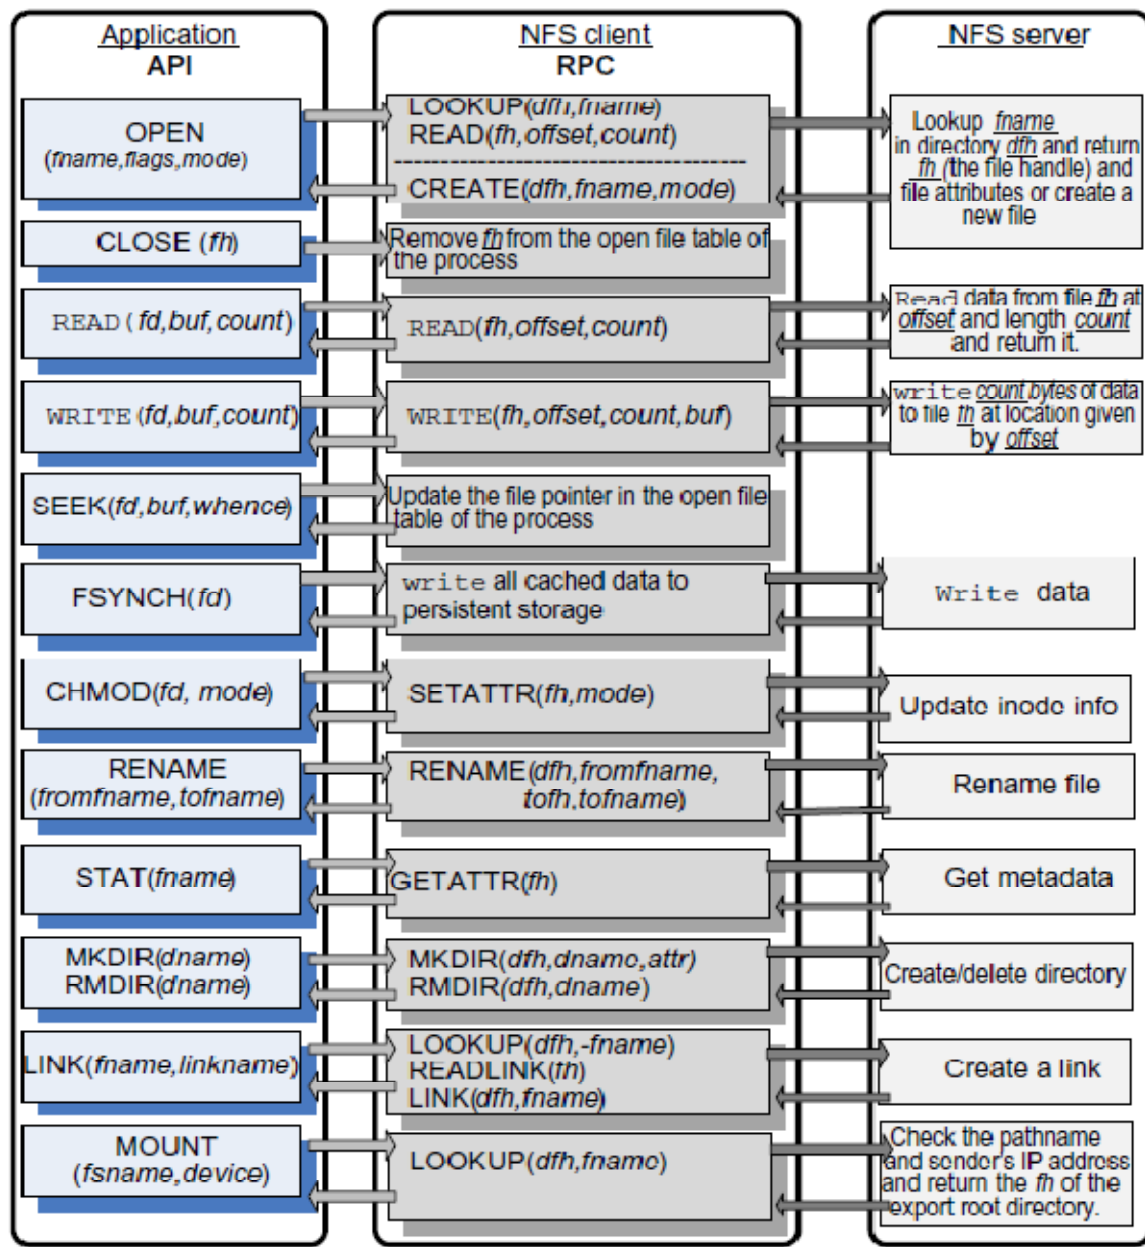 Application
API
NFS client
RPC
NFS server
OPEN
(fname,flags,mode)
LOOKUP(dfh,fname)
READ(fh,offset,count)
CREATE(dfh,fname,mode)
Lookup fname
in directory dfh and return
fh (the file handle) and
file attributes or create a
new file
CLOSE (fh)
Remove fh from the open file table of
the process
READ( fd,buf,count)
READ(fh,offset,count)
Read data from file fh at
offset and length count
and return it.
WRITE(fd,buf,count)
WRITE(fh,offset,count,buf)
write count bytes of data
to file fh at location given
by offset
SEEK(fd,buf,whence)
Update the file pointer in the open file
table of the process
FSYNCH(fd)
write all cached data to
persistent storage
Write data
CHMOD(fd, mode)
SETATTR(fh,mode)
Update inode info
RENAME
(fromfname,tofname)
RENAME(dfh,fromfname,
tofh,tofname)
Rename file
STAT(fname)
GETATTR(fh)
Get metadata
MKDIR(dname)
RMDIR(dname)
MKDIR(dfh,dname,attr)
RMDIR(dfh,dname)
Create/delete directory
LINK(fname,linkname)
LOOKUP(dfh,-fname)
READLINK(fh)
LINK(dfh,fname)
Create a link
MOUNT
(fsname,device)
LOOKUP(dfh,fname)
Check the pathname
and sender's IP address
and return the fh of the
export root directory.